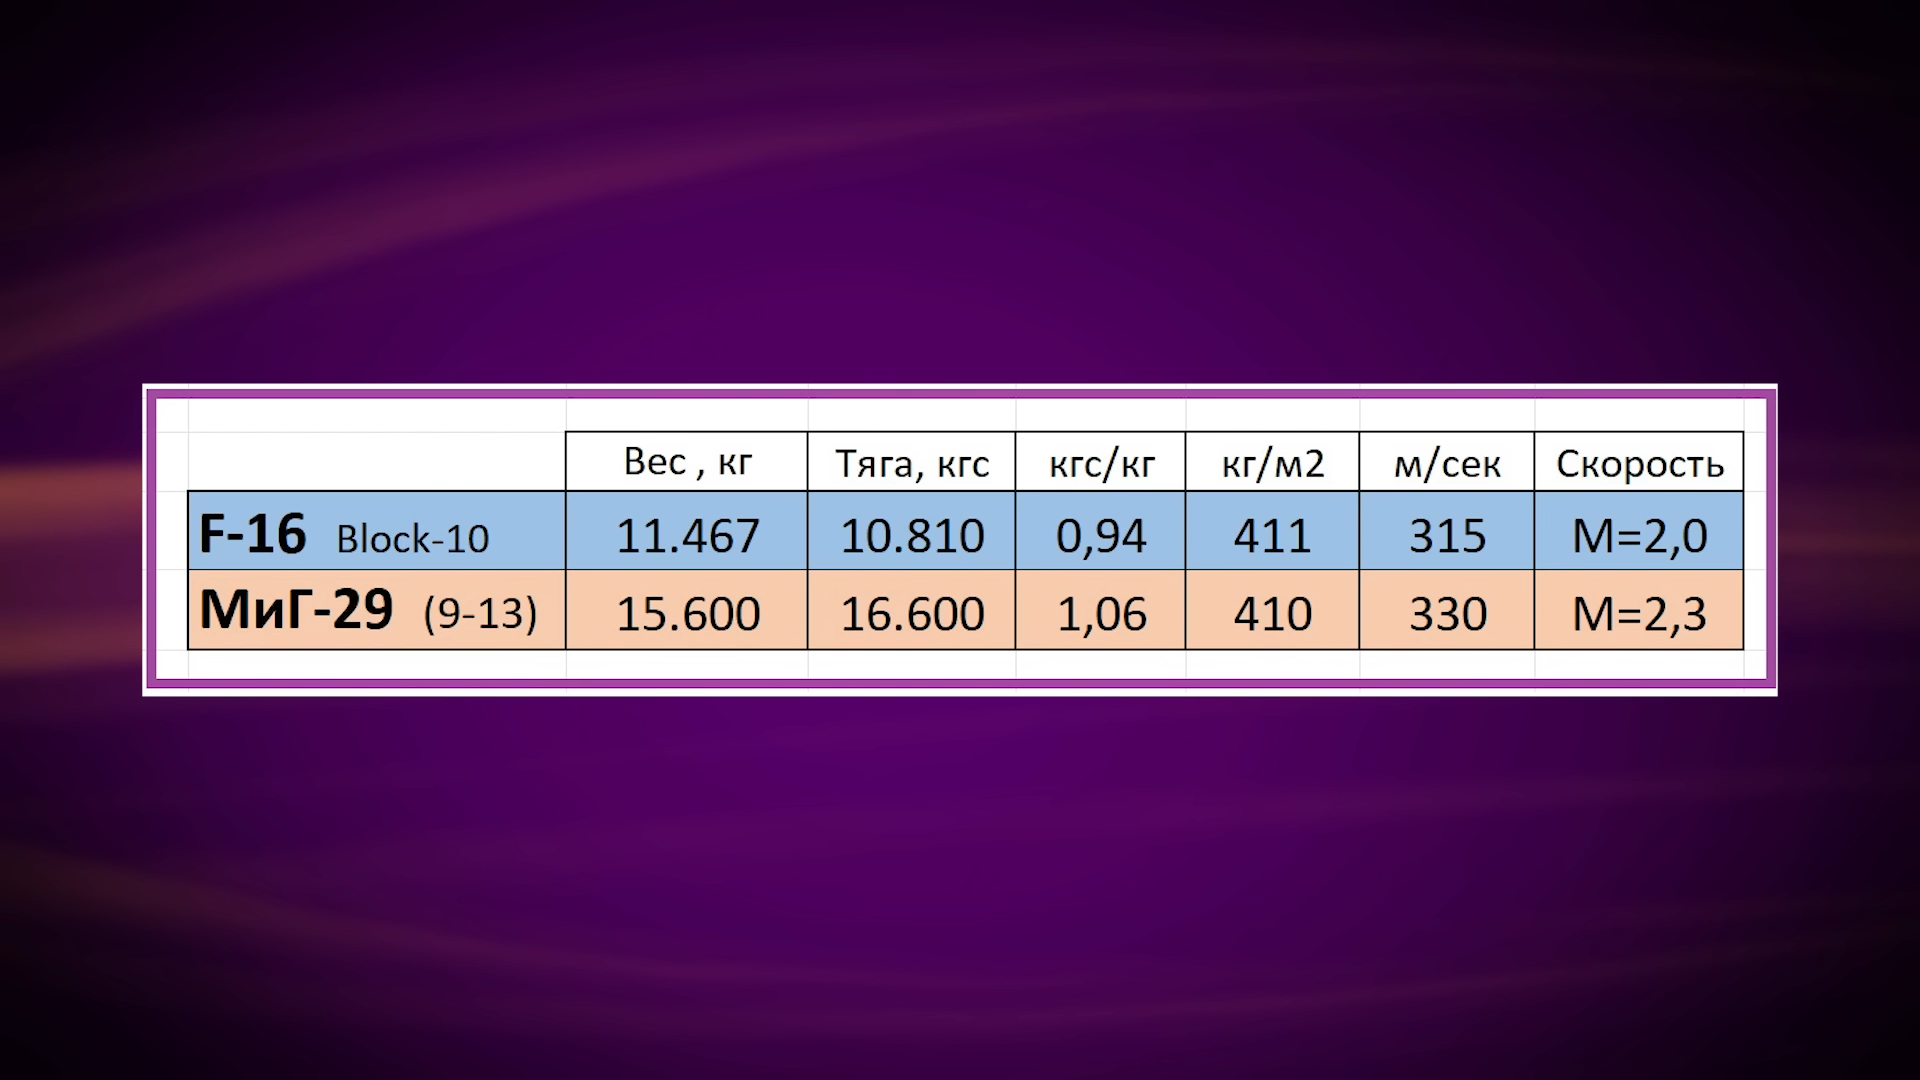 Вес , кг Тяга, кгс кгс/кг кг/м2 м/сек Скорость
F-16 Block-10 11.467 10.810 0,94 411 315 М=2,0
МиГ-29 (9-13) 15.600 16.600 1,06 410 330 М=2,3